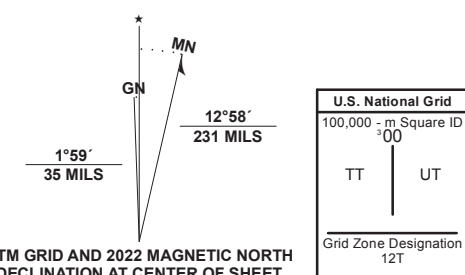 ★
MN
GN
12°58´
231 MILS
1°59´
35 MILS
TM GRID AND 2022 MAGNETIC NORTH
DECLINATION AT CENTER OF SHEET
U.S. National Grid
100,000 - m Square ID
³00
TT UT
Grid Zone Designation
12T